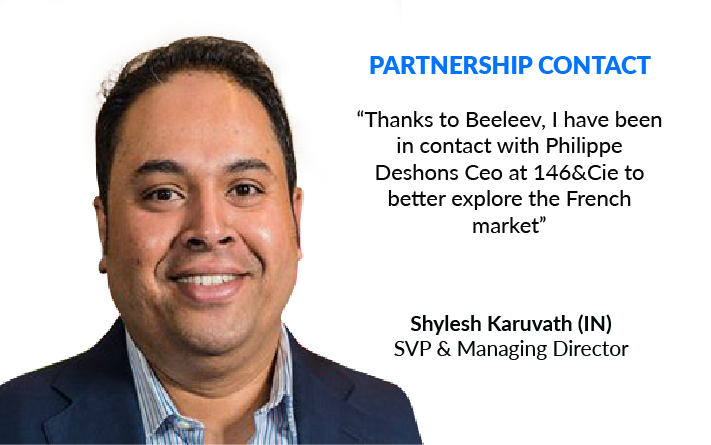 PARTNERSHIP CONTACT
“Thanks to Beeleev, I have been
in contact with Philippe
Deshons Ceo at 146&Cie to
better explore the French
market”
Shylesh Karuvath (IN)
SVP & Managing Director